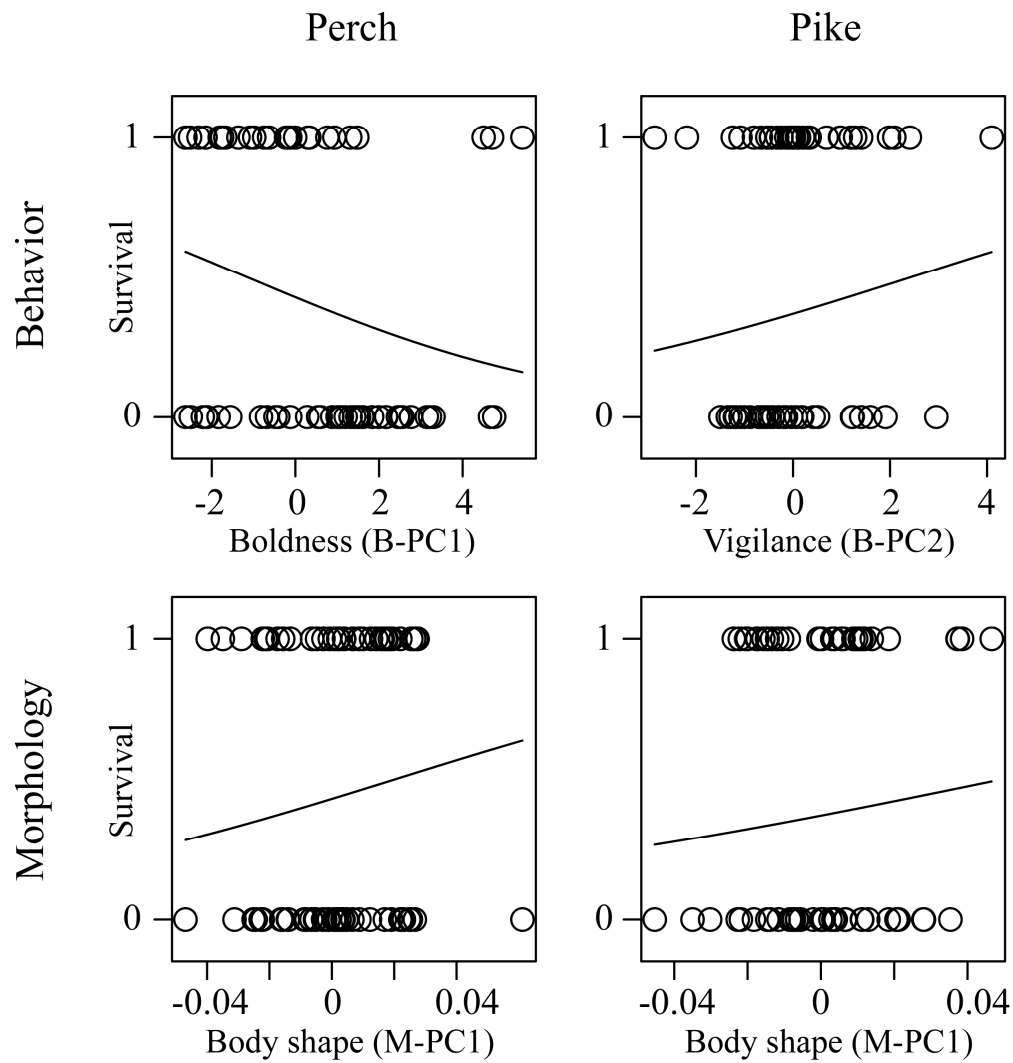 Perch
Pike
Behavior
Survival
1
0
-2 0 2 4
Boldness (B-PC1)
1
0
-2 0 2 4
Vigilance (B-PC2)
Morphology
Survival
1
0
-0.04 0 0.04
Body shape (M-PC1)
1
0
-0.04 0 0.04
Body shape (M-PC1)